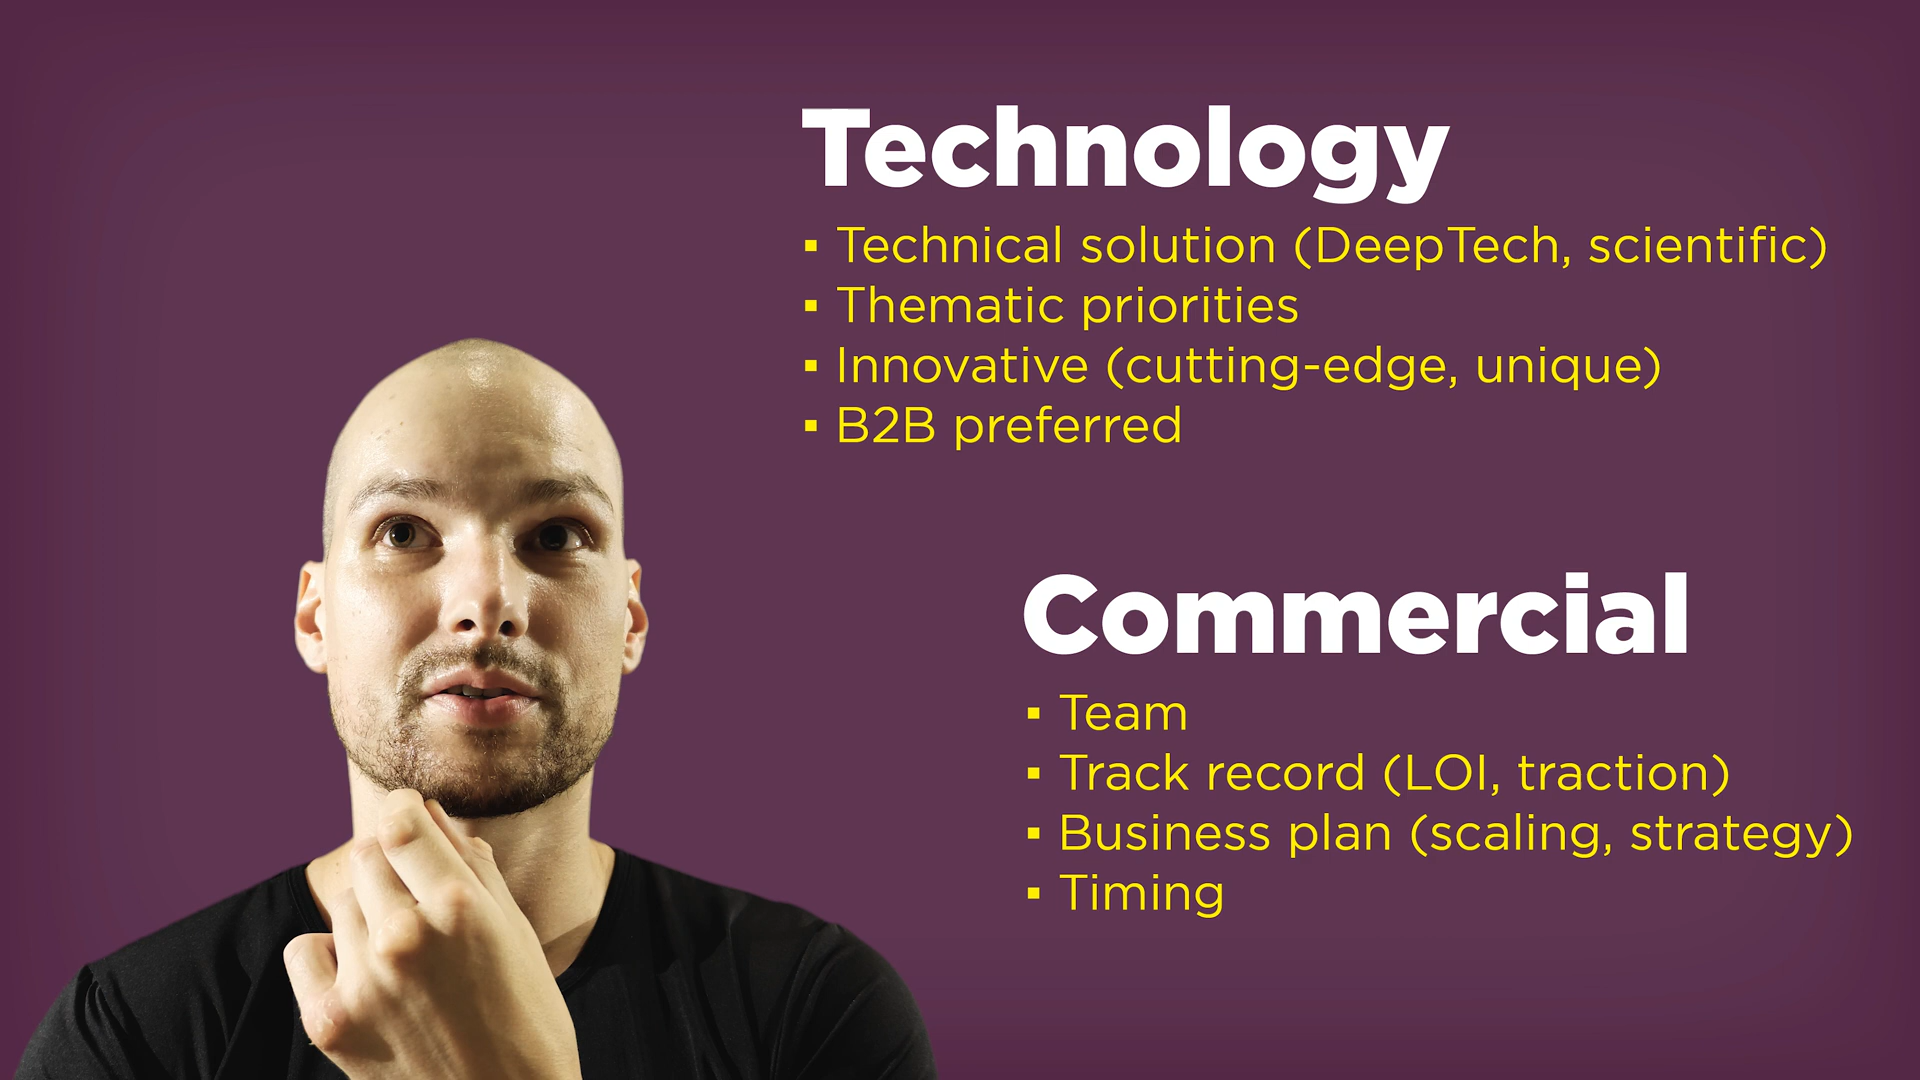 Technology
▪ Technical solution (DeepTech, scientific)
▪ Thematic priorities
▪ Innovative (cutting-edge, unique)
▪ B2B preferred
Commercial
▪ Team
▪ Track record (LOI, traction)
▪ Business plan (scaling, strategy)
▪ Timing